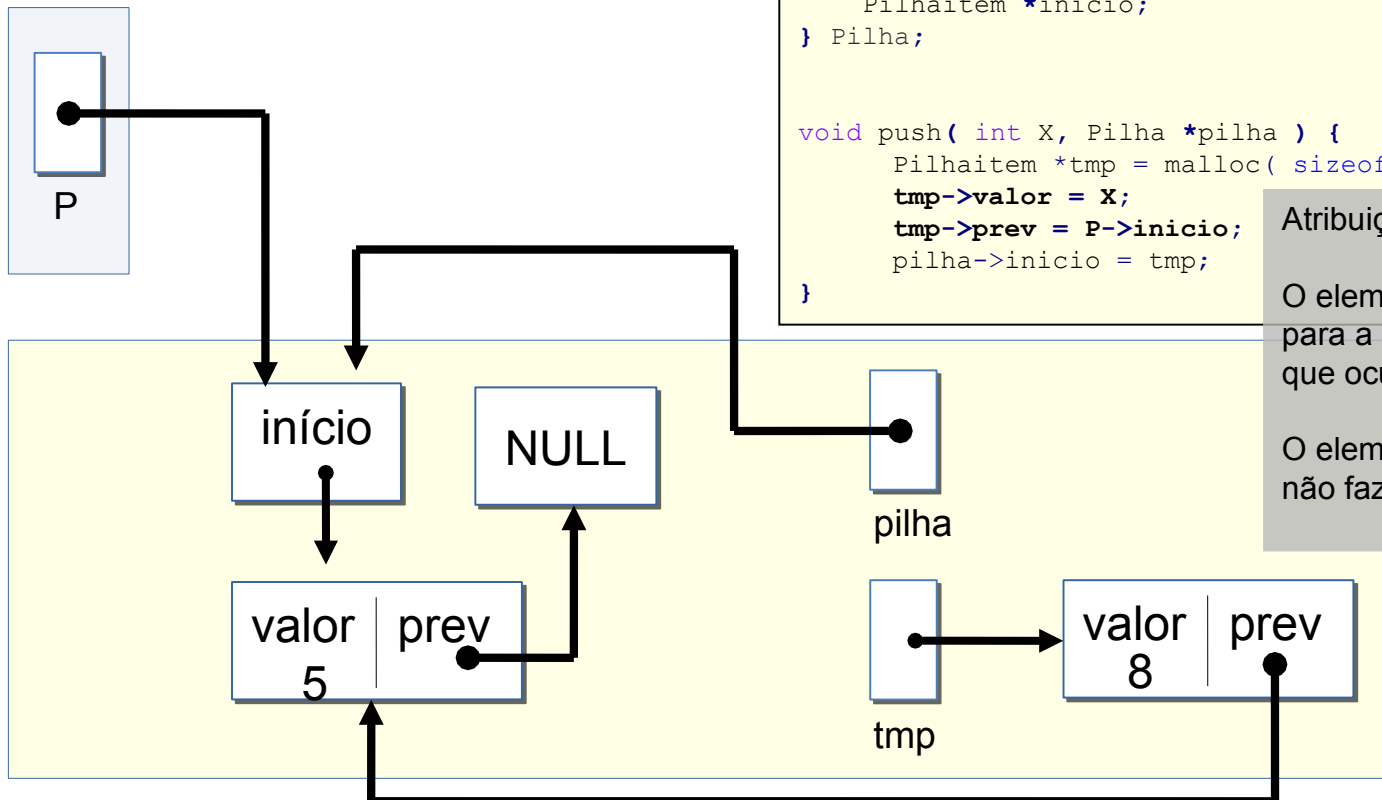 Pilhaitem *inicio;
} Pilha;
void push( int X, Pilha *pilha ) {
Pilhaitem *tmp = malloc( sizeof
tmp->valor = X;
tmp->prev = P->inicio;
pilha->inicio = tmp;
}
Atribuiç
O elem
para a
que ocu
O elem
não faz
P
início
NULL
pilha
valor prev
5
valor prev
8
tmp